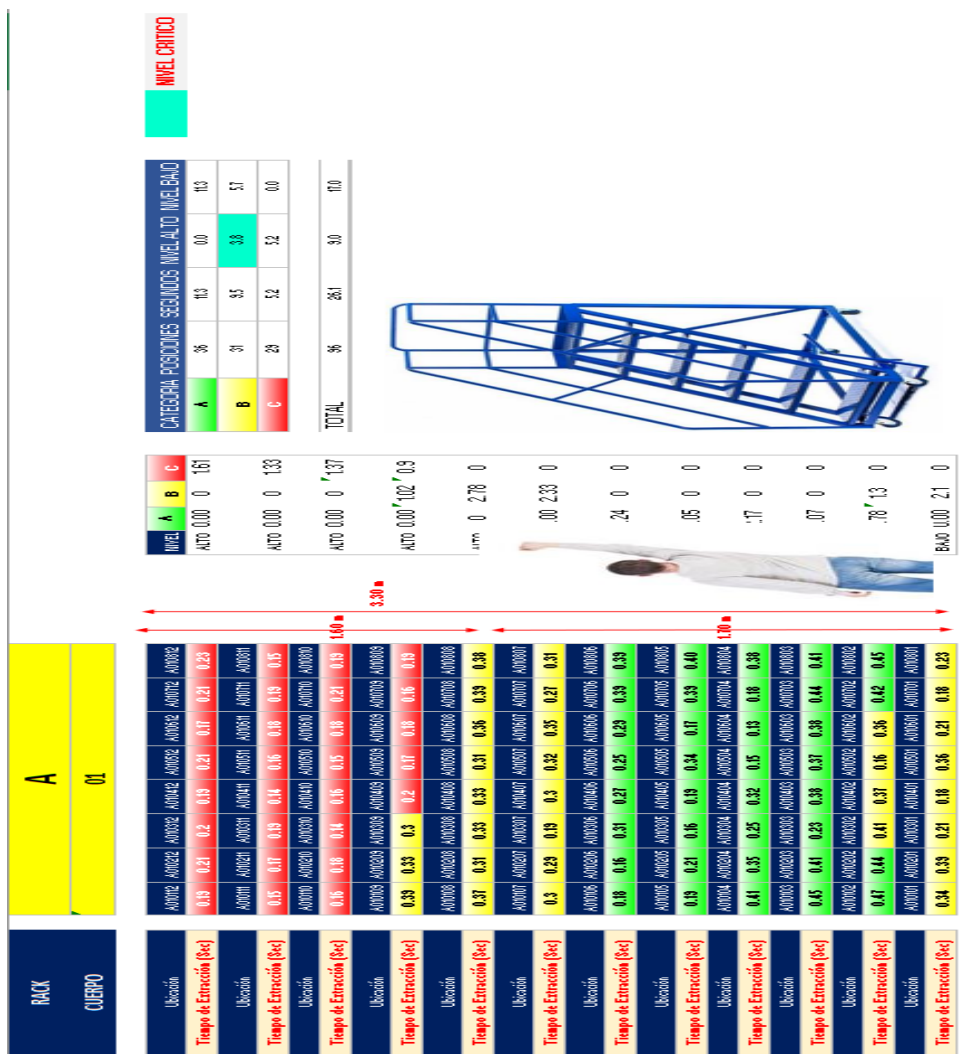 RACK A
CUERPO 01
Ubicación A010112 A010212 A010312 A010412 A010512 A010612 A010712 A010812
Tiempo de Extracción (Sec) 0.19 0.21 0.2 0.19 0.21 0.17 0.21 0.23
Ubicación A010111 A010211 A010311 A010411 A010511 A010611 A010711 A010811
Tiempo de Extracción (Sec) 0.15 0.17 0.19 0.14 0.16 0.18 0.19 0.15
Ubicación A010110 A010210 A010310 A010410 A010510 A010610 A010710 A010810
Tiempo de Extracción (Sec) 0.16 0.18 0.14 0.16 0.15 0.18 0.21 0.19
Ubicación A010109 A010209 A010309 A010409 A010509 A010609 A010709 A010809
Tiempo de Extracción (Sec) 0.39 0.33 0.3 0.2 0.17 0.18 0.16 0.19
Ubicación A010108 A010208 A010308 A010408 A010508 A010608 A010708 A010808
Tiempo de Extracción (Sec) 0.37 0.31 0.33 0.33 0.31 0.36 0.39 0.38
Ubicación A010107 A010207 A010307 A010407 A010507 A010607 A010707 A010807
Tiempo de Extracción (Sec) 0.3 0.29 0.19 0.3 0.32 0.35 0.27 0.31
Ubicación A010106 A010206 A010306 A010406 A010506 A010606 A010706 A010806
Tiempo de Extracción (Sec) 0.18 0.16 0.31 0.27 0.25 0.29 0.39 0.39
Ubicación A010105 A010205 A010305 A010405 A010505 A010605 A010705 A010805
Tiempo de Extracción (Sec) 0.19 0.21 0.16 0.19 0.34 0.17 0.39 0.40
Ubicación A010104 A010204 A010304 A010404 A010504 A010604 A010704 A010804
Tiempo de Extracción (Sec) 0.41 0.35 0.25 0.32 0.15 0.13 0.18 0.38
Ubicación A010103 A010203 A010303 A010403 A010503 A010603 A010703 A010803
Tiempo de Extracción (Sec) 0.45 0.41 0.23 0.38 0.37 0.38 0.44 0.41
Ubicación A010102 A010202 A010302 A010402 A010502 A010602 A010702 A010802
Tiempo de Extracción (Sec) 0.47 0.44 0.41 0.37 0.16 0.36 0.42 0.45
Ubicación A010101 A010201 A010301 A010401 A010501 A010601 A010701 A010801
Tiempo de Extracción (Sec) 0.34 0.39 0.21 0.18 0.36 0.21 0.18 0.23
1.60 m
3.30 m
1.70 m
NIVEL A B C
ALTO 0.00 0 1.61
ALTO 0.00 0 1.33
ALTO 0.00 0 1.37
ALTO 0.00 1.02 0.9
ALTO 0 2.78 0
.00 2.33 0
.24 0 0
.05 0 0
.17 0 0
.07 0 0
.78 1.3 0
BAJO 0.00 2.1 0
CATEGORIA POSICIONES SEGUNDOS NIVEL ALTO NIVEL BAJO
A 36 11.3 0.0 11.3
B 31 9.5 3.8 5.7
C 29 5.2 5.2 0.0
TOTAL 96 26.1 9.0 17.0
NIVEL CRITICO